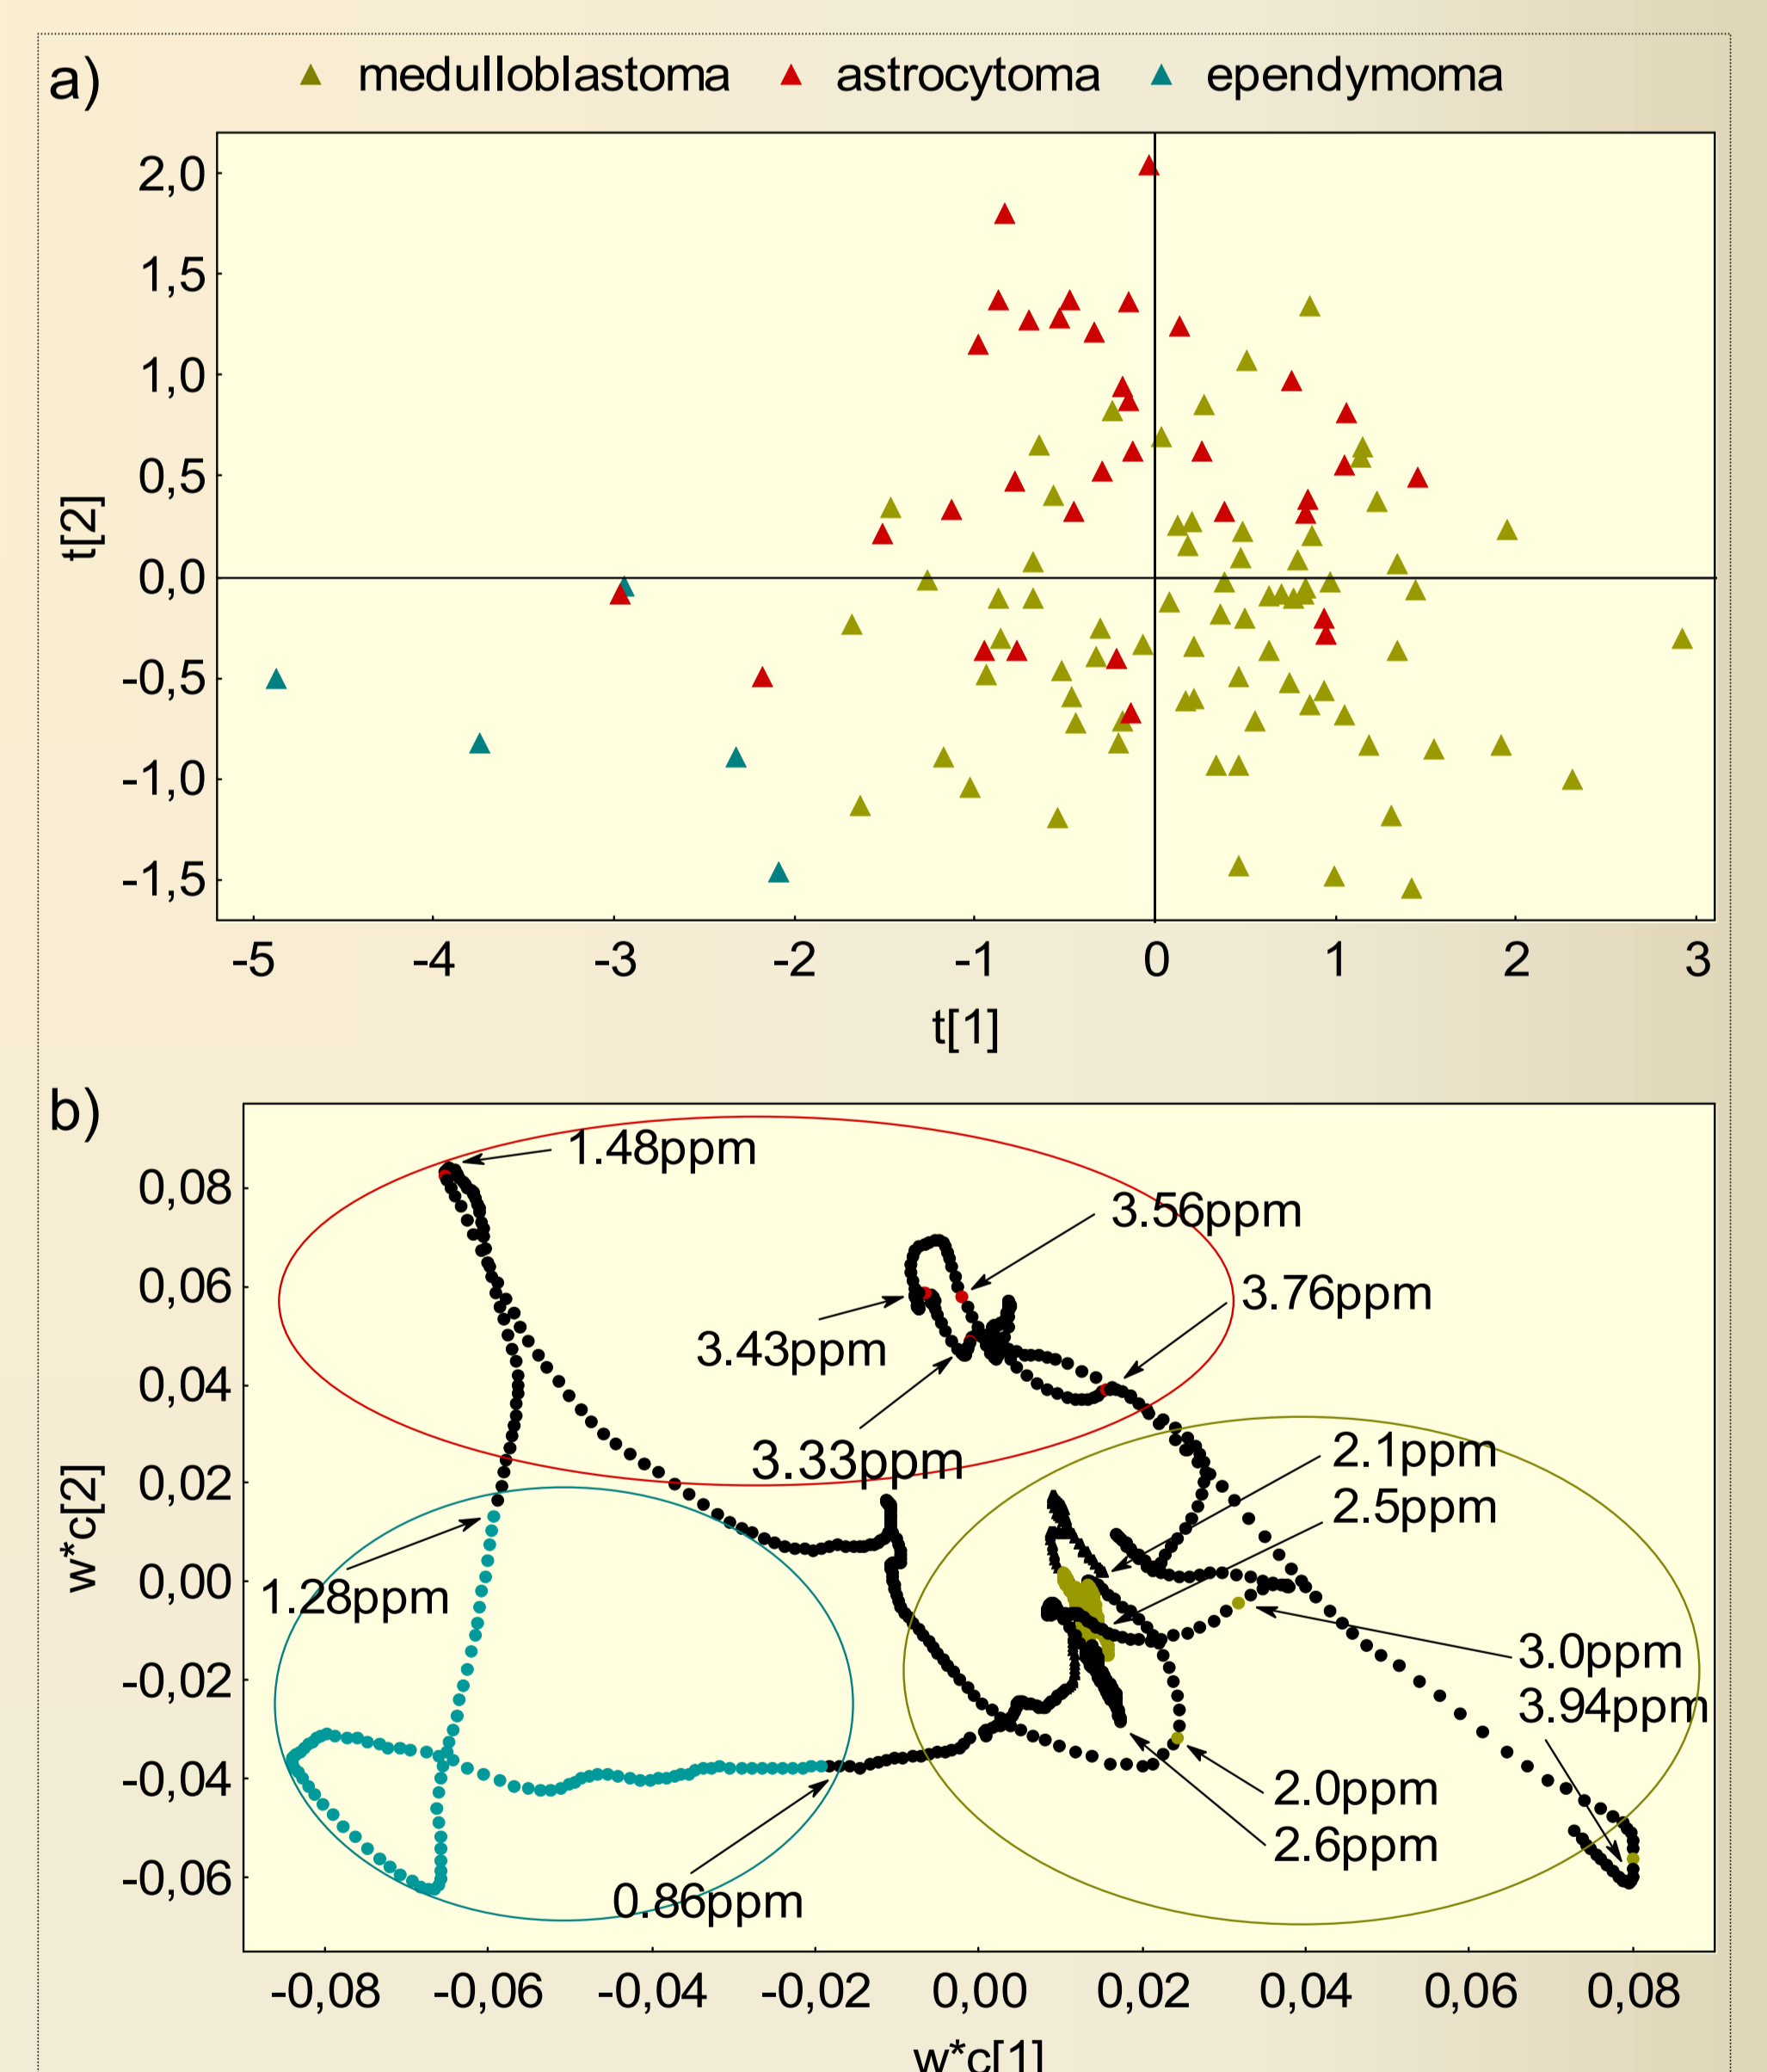 a) medulloblastoma astrocytoma ependymoma
2,0
1,5
1,0
0,5
0,0
-0,5
-1,0
-1,5
t[2]
-5 -4 -3 -2 -1 0 1 2 3
t[1]
b)
0,08
0,06
0,04
0,02
0,00
-0,02
-0,04
-0,06
w*c[2]
1.48ppm
3.56ppm
3.76ppm
3.43ppm
3.33ppm
2.1ppm
2.5ppm
1.28ppm
3.0ppm
3.94ppm
2.0ppm
2.6ppm
0.86ppm
-0,08 -0,06 -0,04 -0,02 0,00 0,02 0,04 0,06 0,08
w*c[1]